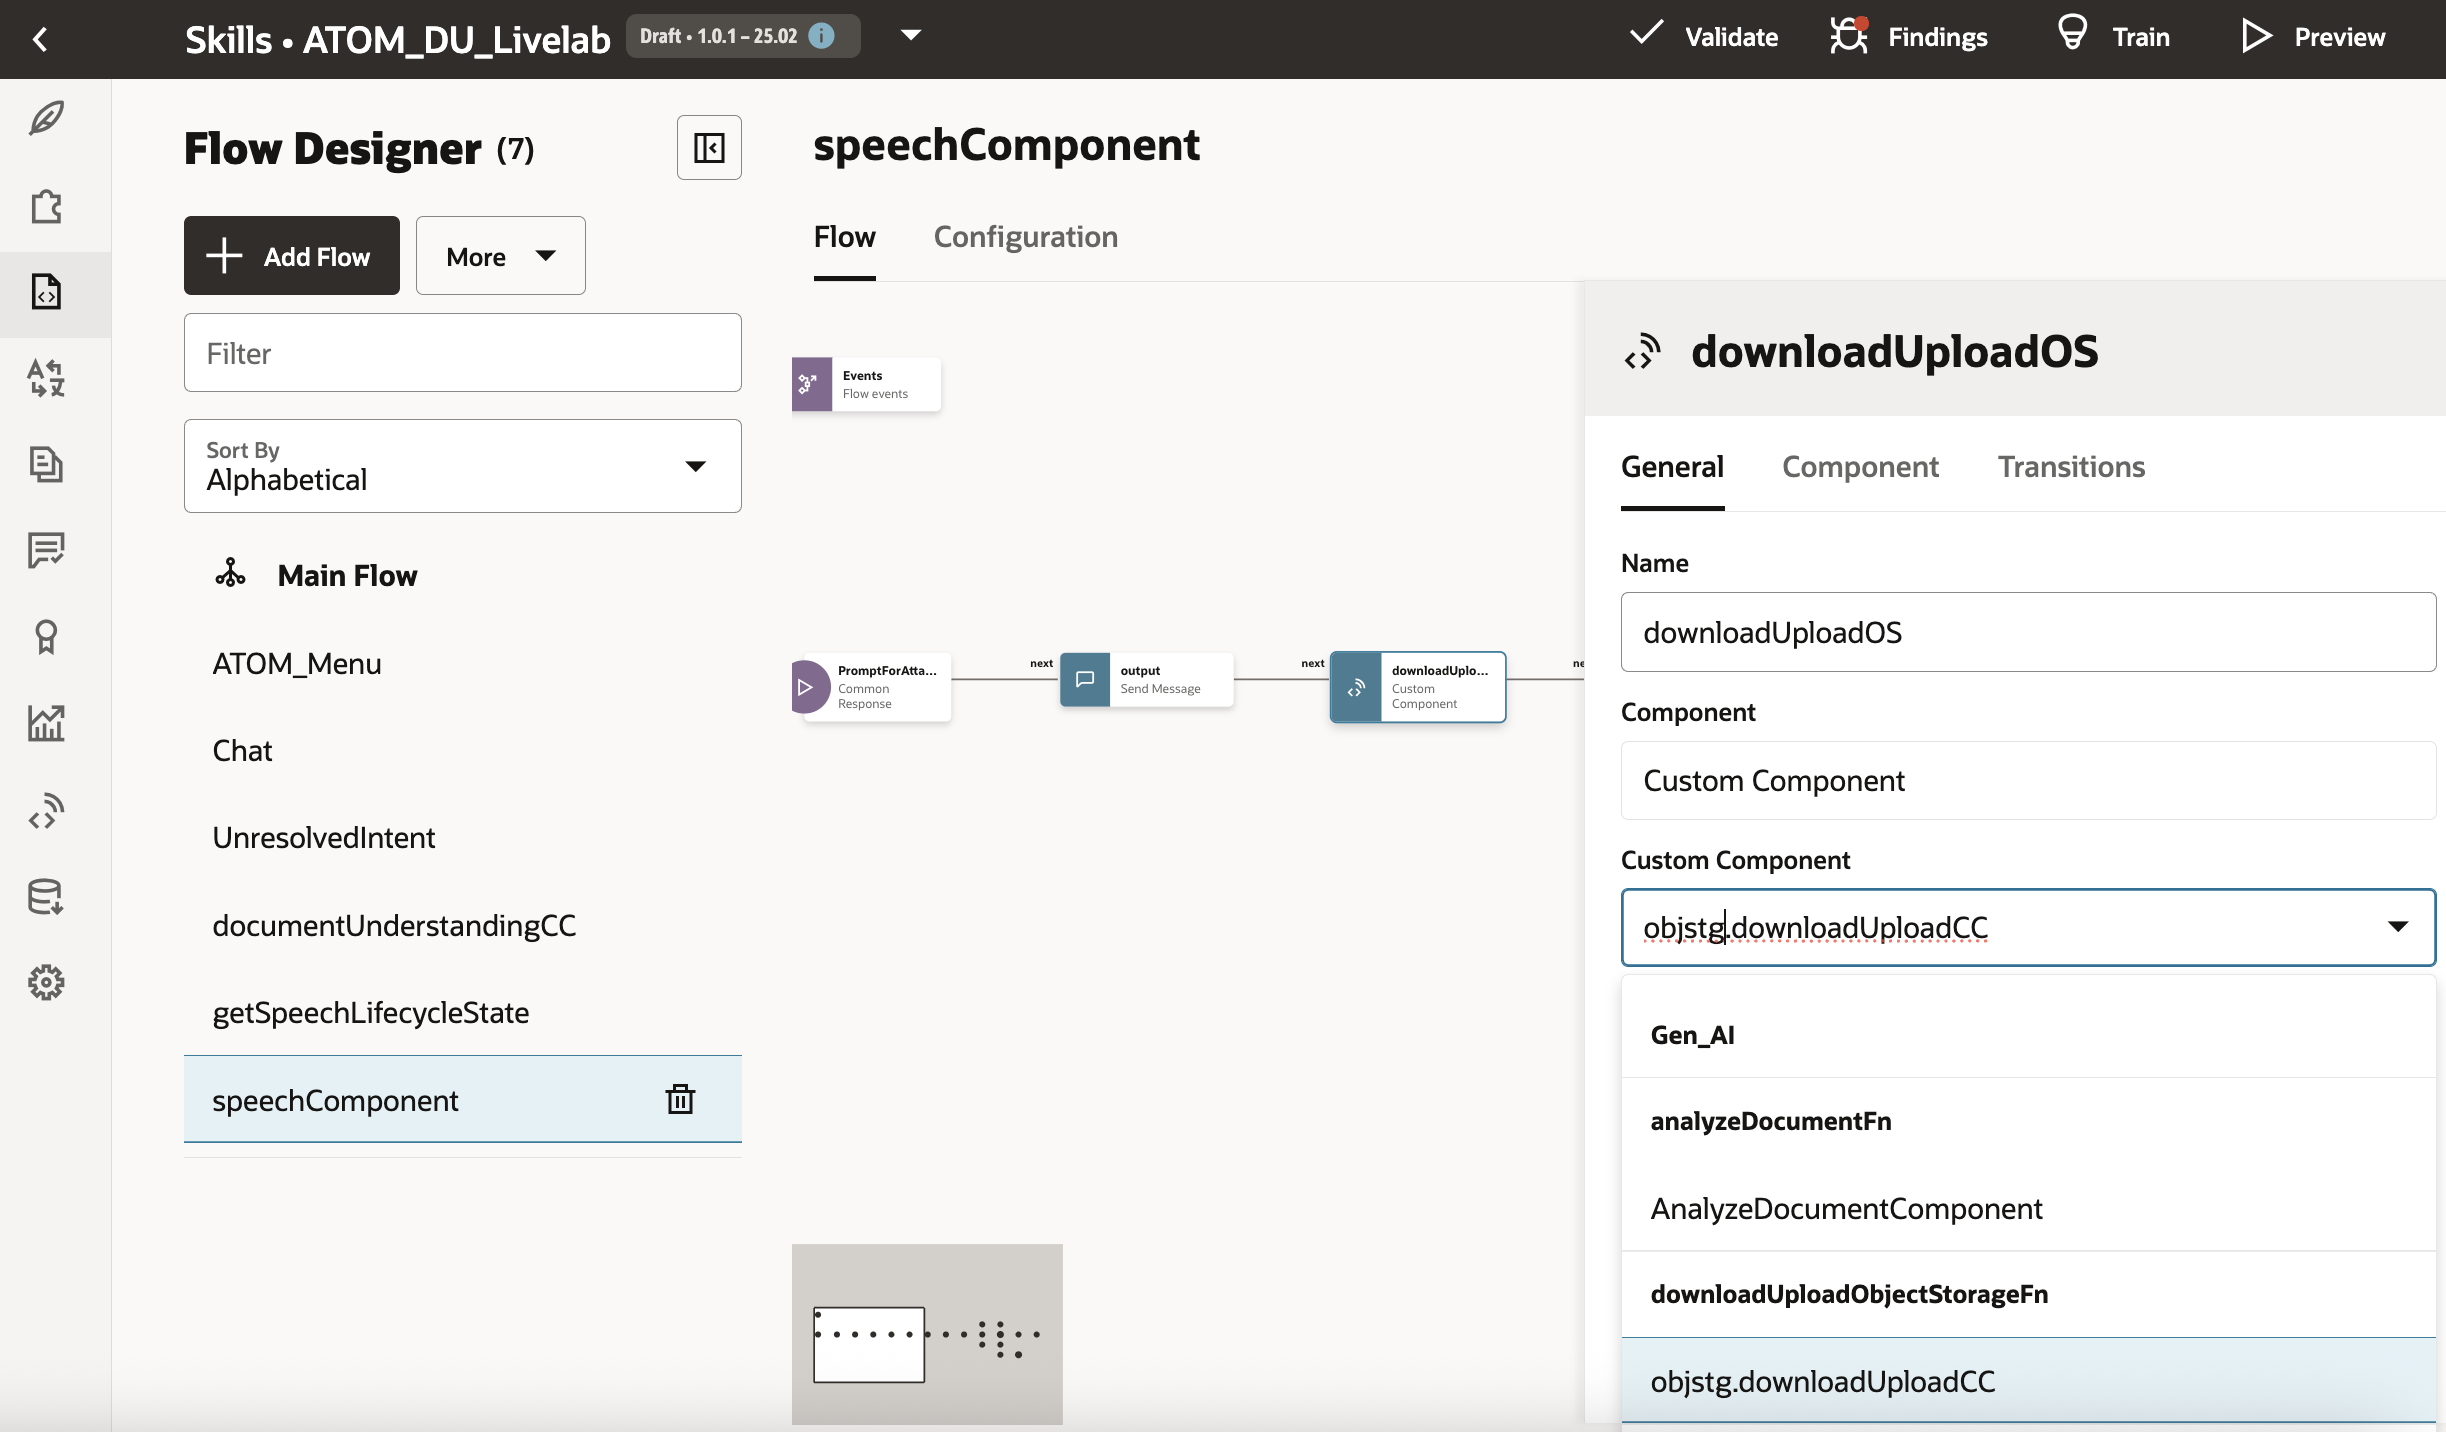 Skills • ATOM_DU_Livelab
Draft • 1.0.1 – 25.02
Validate
Findings
Train
Preview
Flow Designer (7)
Add Flow
More
Filter
Sort By
Alphabetical
Main Flow
ATOM_Menu
Chat
UnresolvedIntent
documentUnderstandingCC
getSpeechLifecycleState
speechComponent
speechComponent
Flow
Configuration
Events
Flow events
PromptForAtta...
Common
Response
next
output
Send Message
next
downloadUplo...
Custom
Component
ne
downloadUploadOS
General
Component
Transitions
Name
downloadUploadOS
Component
Custom Component
Custom Component
objstg.downloadUploadCC
Gen_AI
analyzeDocumentFn
AnalyzeDocumentComponent
downloadUploadObjectStorageFn
objstg.downloadUploadCC